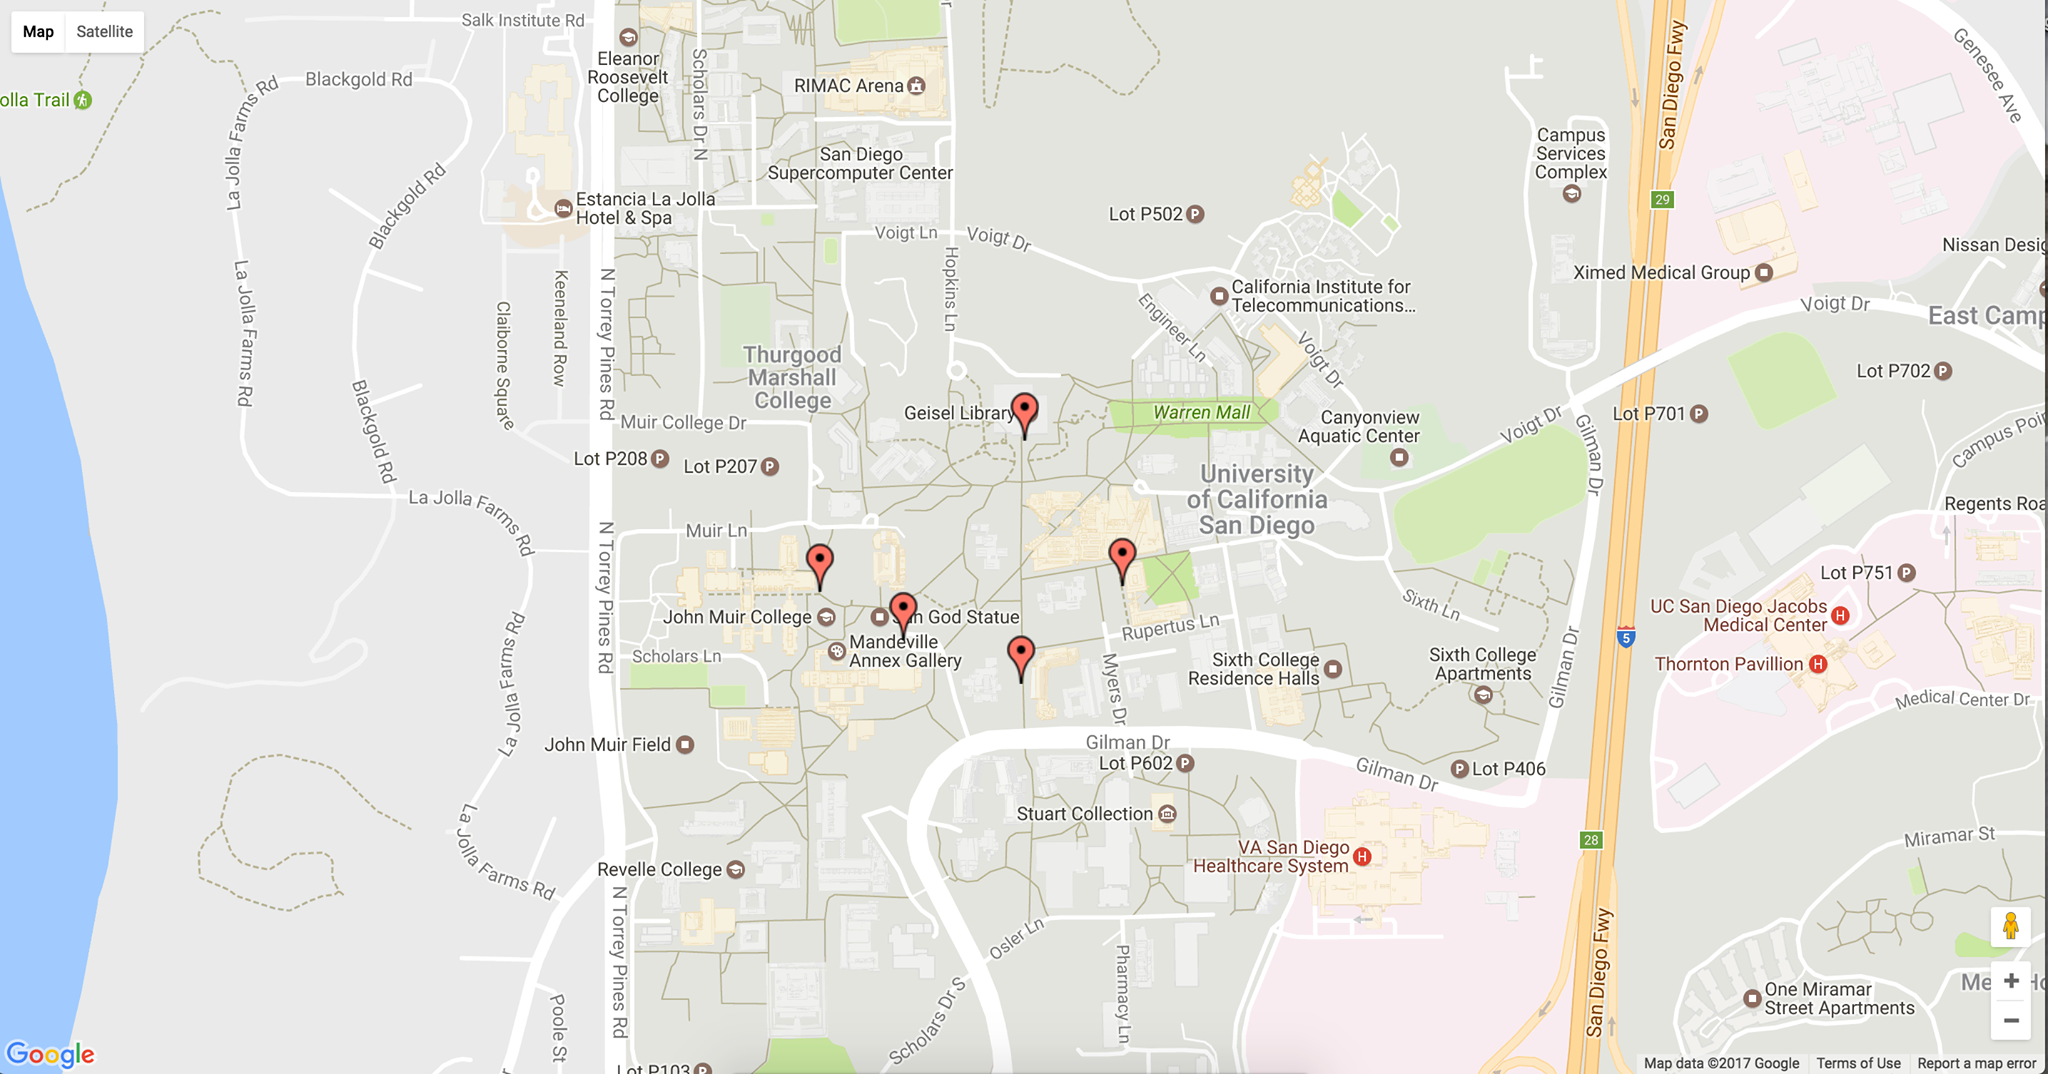 Map
Satellite
Salk Institute Rd
Eleanor
Roosevelt
College
Scholars Dr N
RIMAC Arena
San Diego Fwy
Genesee Ave
Blackgold Rd
olla Trail
La Jolla Farms Rd
San Diego
Supercomputer Center
Campus
Services
Complex
Blackgold Rd
Estancia La Jolla
Hotel & Spa
Lot P502
29
Voigt Ln
Voigt Dr
Hopkins Ln
Nissan Desig
Ximed Medical Group
La Jolla Farms Rd
Keeneland Row
Claiborne Square
N Torrey Pines Rd
California Institute for
Telecommunications...
Engineer Ln
Voigt Dr
Voigt Dr
East Camp
Thurgood
Marshall
College
Lot P702
Blackgold Rd
Muir College Dr
Geisel Library
Warren Mall
Canyonview
Aquatic Center
Voigt Dr
Lot P701
Gilman Dr
Campus Poin
Lot P208
Lot P207
University
of California
San Diego
La Jolla Farms Rd
Regents Roa
Muir Ln
N Torrey Pines Rd
Lot P751
Sixth Ln
UC San Diego Jacobs
Medical Center
John Muir College
Sun God Statue
Rupertus Ln
5
Mandeville
Annex Gallery
Scholars Ln
La Jolla Farms Rd
Myers Dr
Sixth College
Residence Halls
Sixth College
Apartments
Gilman Dr
Thornton Pavillion
Medical Center Dr
John Muir Field
Gilman Dr
Lot P602
Gilman Dr
Lot P406
Stuart Collection
La Jolla Farms Rd
28
Miramar St
VA San Diego
Healthcare System
Revelle College
N Torrey Pines Rd
Osler Ln
Pharmacy Ln
San Diego Fwy
Scholars Dr S
Poole St
One Miramar
Street Apartments
Lot P103
Google
Map data ©2017 Google
Terms of Use
Report a map error